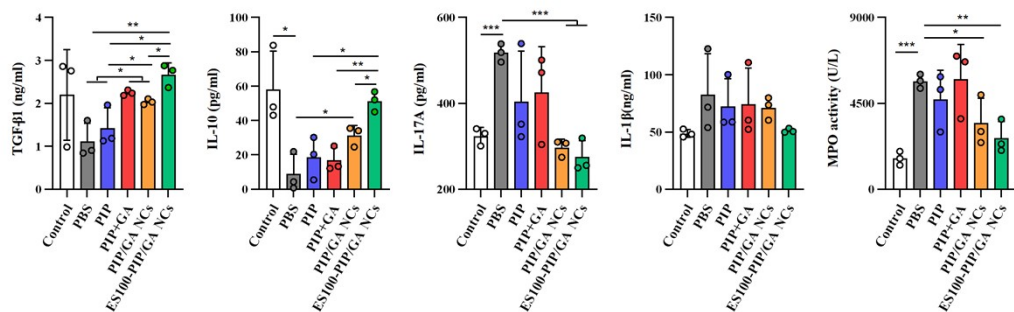 TGF-β1 (ng/ml)
4
3
2
1
0
**
*
*
*
*
Control
PBS
PIP
PIP+GA
PIP/GA NCs
ES100-PIP/GA NCs
IL-10 (pg/ml)
100
80
60
40
20
0
*
*
**
*
*
Control
PBS
PIP
PIP+GA
PIP/GA NCs
ES100-PIP/GA NCs
IL-17A (pg/ml)
600
400
200
***
***
Control
PBS
PIP
PIP+GA
PIP/GA NCs
ES100-PIP/GA NCs
IL-1β(ng/ml)
150
100
50
0
Control
PBS
PIP
PIP+GA
PIP/GA NCs
ES100-PIP/GA NCs
MPO activity (U/L)
9000
4500
0
**
*
***
Control
PBS
PIP
PIP+GA
PIP/GA NCs
ES100-PIP/GA NCs